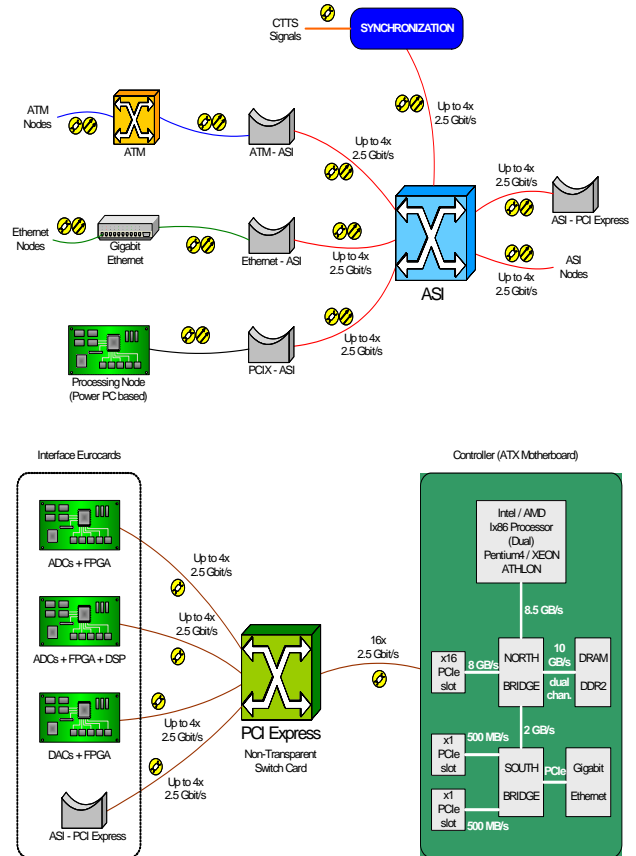 CTTS
Signals
SYNCHRONIZATION
Up to 4x
2.5 Gbit/s
ATM
Nodes
ATM
ATM - ASI
Up to 4x
2.5 Gbit/s
Up to 4x
2.5 Gbit/s
ASI - PCI Express
Ethernet
Nodes
Gigabit
Ethernet
Ethernet - ASI
Up to 4x
2.5 Gbit/s
ASI
Up to 4x
2.5 Gbit/s
ASI
Nodes
Processing Node
(Power PC based)
PCIX - ASI
Up to 4x
2.5 Gbit/s
Interface Eurocards
ADCs + FPGA
Up to 4x
2.5 Gbit/s
ADCs + FPGA + DSP
Up to 4x
2.5 Gbit/s
DACs + FPGA
Up to 4x
2.5 Gbit/s
ASI - PCI Express
Up to 4x
2.5 Gbit/s
PCI Express
Non-Transparent
Switch Card
16x
2.5 Gbit/s
Controller (ATX Motherboard)
Intel / AMD
Ix86 Processor
(Dual)
Pentium4 / XEON
ATHLON
8.5 GB/s
x16
PCIe
slot
8 GB/s
NORTH
BRIDGE
10
GB/s
dual
chan.
DRAM
DDR2
2 GB/s
x1
PCIe
slot
500 MB/s
SOUTH
BRIDGE
PCIe
Gigabit
Ethernet
x1
PCIe
slot
500 MB/s